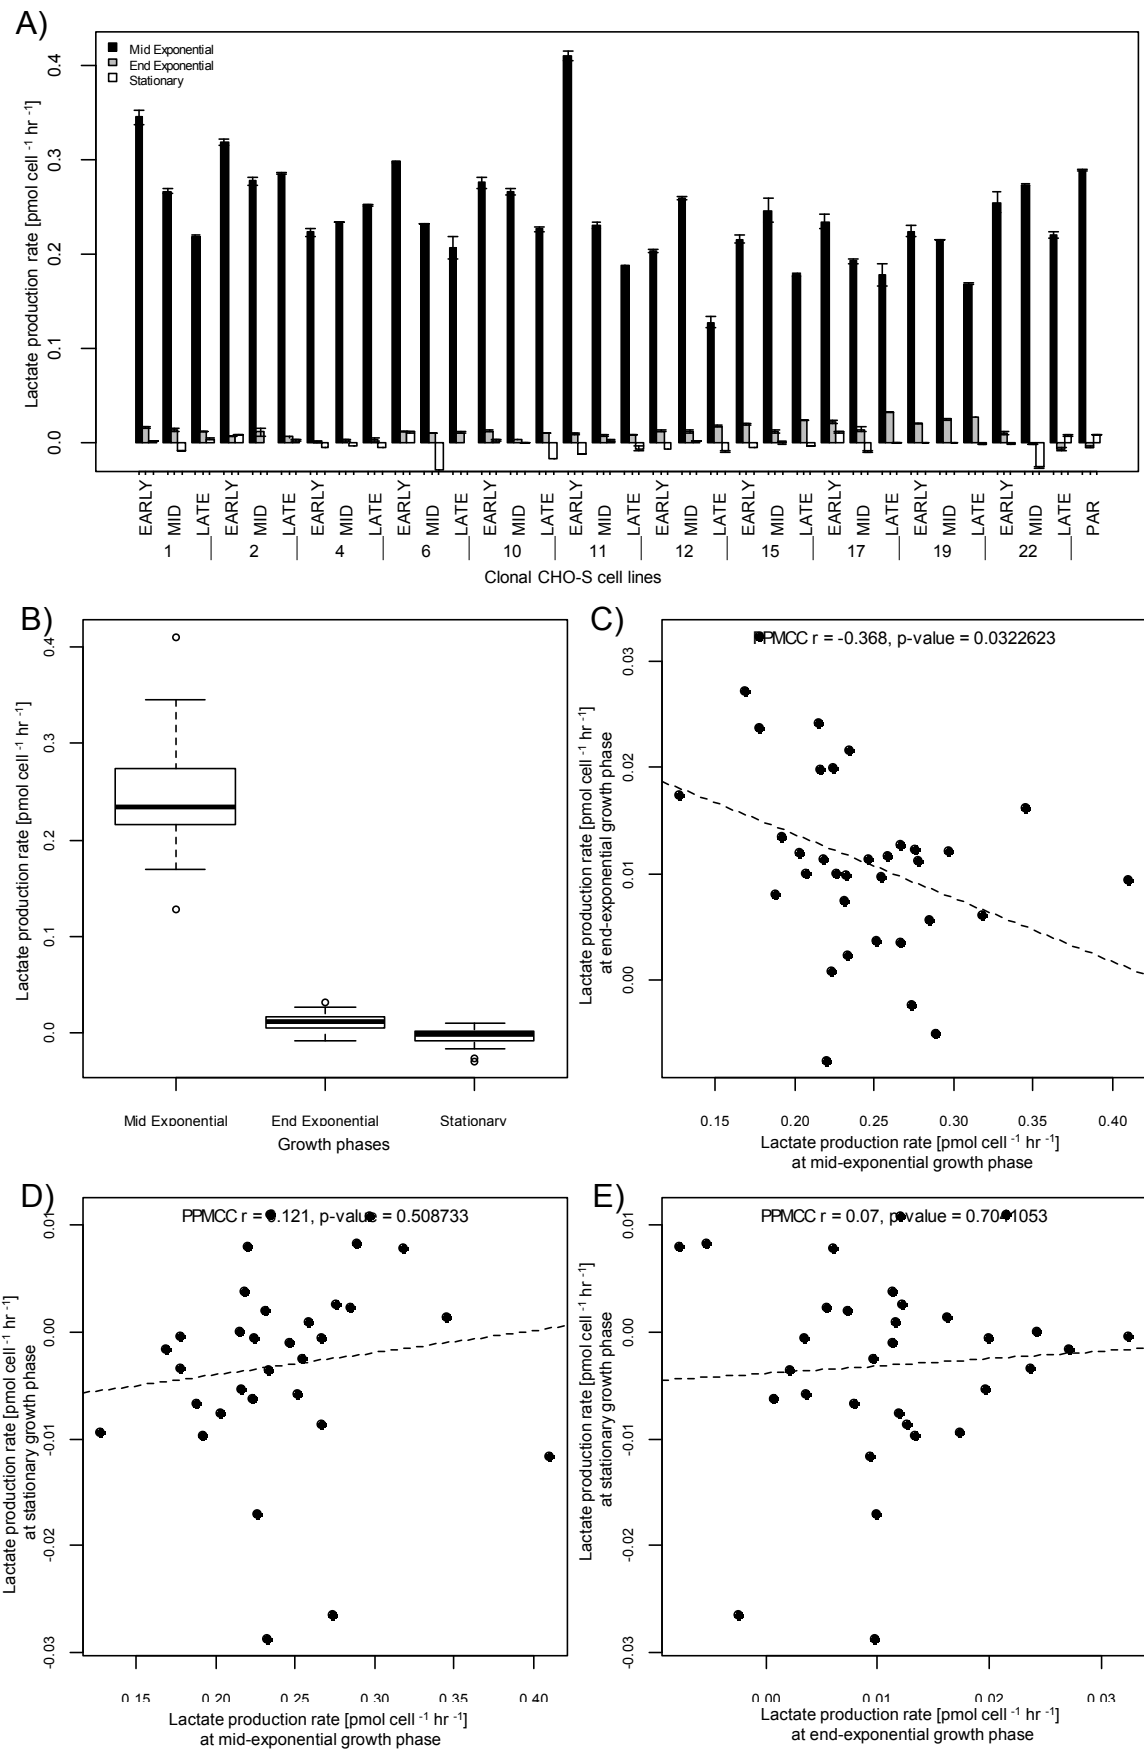 A)
Mid Exponential
End Exponential
Stationary
Lactate production rate [pmol cell -1 hr -1]
0.4
0.3
0.2
0.1
0.0
EARLY MID LATE EARLY MID LATE EARLY MID LATE EARLY MID LATE EARLY MID LATE EARLY MID LATE EARLY MID LATE EARLY MID LATE EARLY MID LATE EARLY MID LATE EARLY MID LATE PAR
1 2 4 6 10 11 12 15 17 19 22
Clonal CHO-S cell lines
B)
Lactate production rate [pmol cell -1 hr -1]
0.4
0.3
0.2
0.1
0.0
Mid Exponential End Exponential Stationary
Growth phases
C)
PPMCC r = -0.368, p-value = 0.0322623
Lactate production rate [pmol cell -1 hr -1]
at end-exponential growth phase
0.03
0.02
0.01
0.00
0.15 0.20 0.25 0.30 0.35 0.40
Lactate production rate [pmol cell -1 hr -1]
at mid-exponential growth phase
D)
PPMCC r = 0.121, p-value = 0.508733
Lactate production rate [pmol cell -1 hr -1]
at stationary growth phase
0.01
0.00
-0.01
-0.02
-0.03
0.15 0.20 0.25 0.30 0.35 0.40
Lactate production rate [pmol cell -1 hr -1]
at mid-exponential growth phase
E)
PPMCC r = 0.07, p-value = 0.7041053
Lactate production rate [pmol cell -1 hr -1]
at stationary growth phase
0.01
0.00
-0.01
-0.02
-0.03
0.00 0.01 0.02 0.03
Lactate production rate [pmol cell -1 hr -1]
at end-exponential growth phase